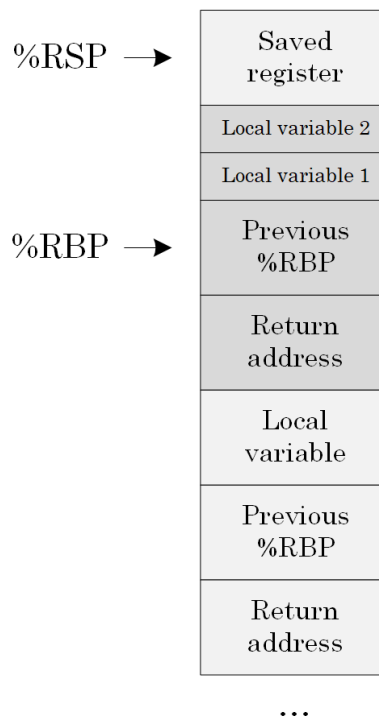 %RSP
Saved
register
Local variable 2
Local variable 1
%RBP
Previous
%RBP
Return
address
Local
variable
Previous
%RBP
Return
address
...